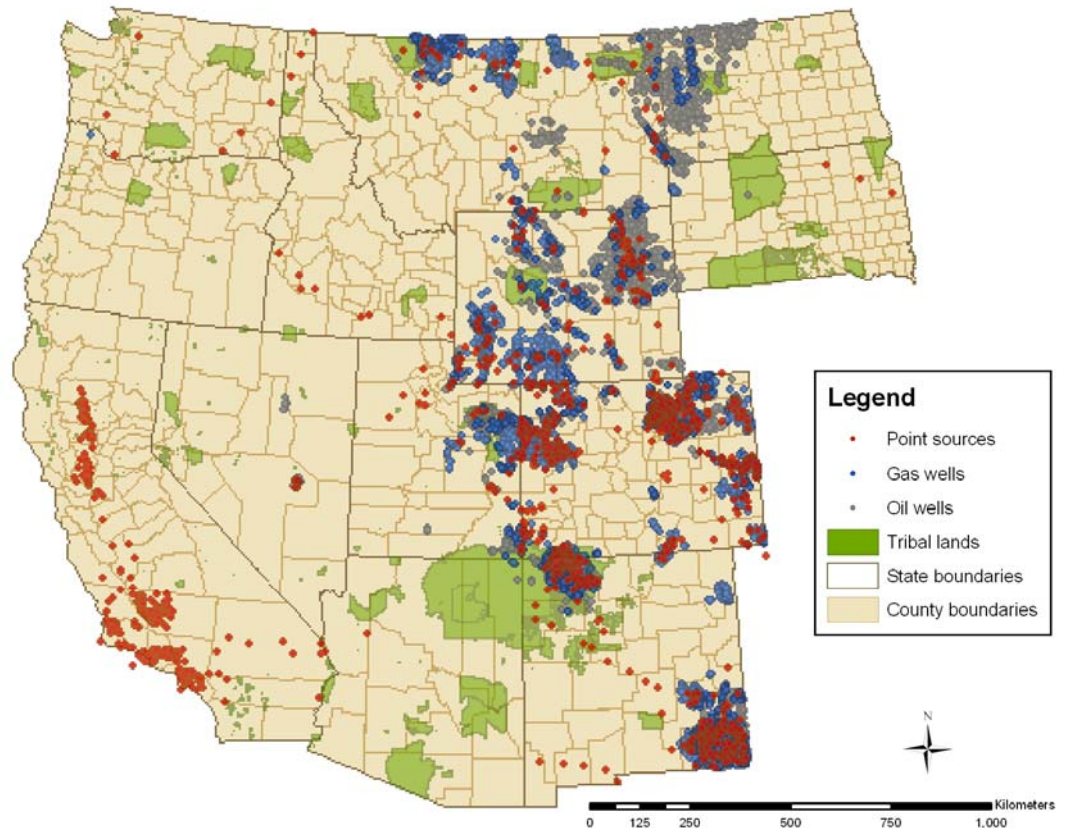 Legend
Point sources
Gas wells
Oil wells
Tribal lands
State boundaries
County boundaries
N
Kilometers
0 125 250 500 750 1,000